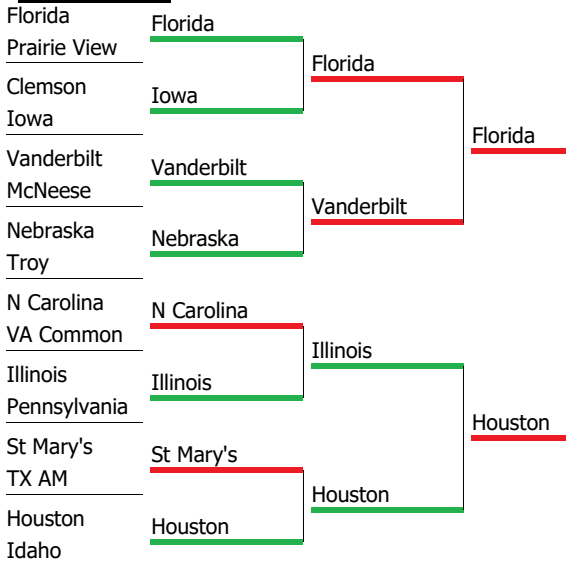 Florida
Prairie View
Clemson
Iowa
Vanderbilt
McNeese
Nebraska
Troy
N Carolina
VA Common
Illinois
Pennsylvania
St Mary's
TX AM
Houston
Idaho
Florida
Iowa
Vanderbilt
Nebraska
N Carolina
Illinois
St Mary's
Houston
Florida
Vanderbilt
Illinois
Houston
Florida
Houston